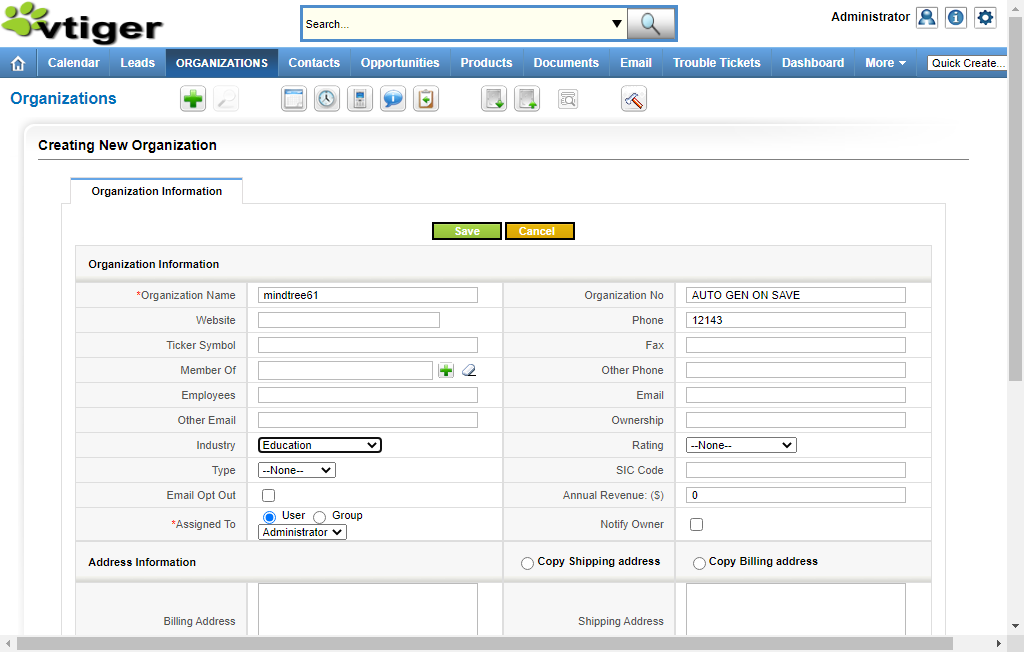 vtiger
Search...
Administrator
Calendar Leads ORGANIZATIONS Contacts Opportunities Products Documents Email Trouble Tickets Dashboard More Quick Create...
Organizations
Creating New Organization
Organization Information
Save Cancel
Organization Information
*Organization Name mindtree61 Organization No AUTO GEN ON SAVE
Website Phone 12143
Ticker Symbol Fax
Member Of Other Phone
Employees Email
Other Email Ownership
Industry Education Rating --None--
Type --None-- SIC Code
Email Opt Out Annual Revenue: ($) 0
*Assigned To User Group Notify Owner
Administrator
Address Information Copy Shipping address Copy Billing address
Billing Address Shipping Address